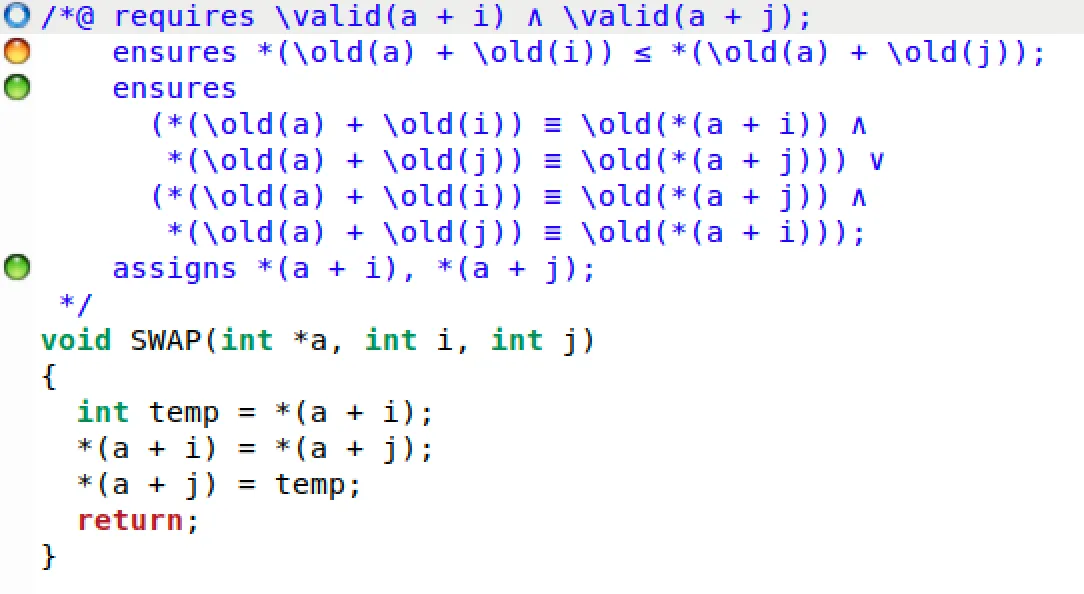 /*@ requires \valid(a + i) ∧ \valid(a + j);
    ensures *(\old(a) + \old(i)) ≤ *(\old(a) + \old(j));
    ensures
      (*(\old(a) + \old(i)) ≡ \old(*(a + i)) ∧
       *(\old(a) + \old(j)) ≡ \old(*(a + j))) ∨
      (*(\old(a) + \old(i)) ≡ \old(*(a + j)) ∧
       *(\old(a) + \old(j)) ≡ \old(*(a + i)));
    assigns *(a + i), *(a + j);
 */
void SWAP(int *a, int i, int j)
{
  int temp = *(a + i);
  *(a + i) = *(a + j);
  *(a + j) = temp;
  return;
}